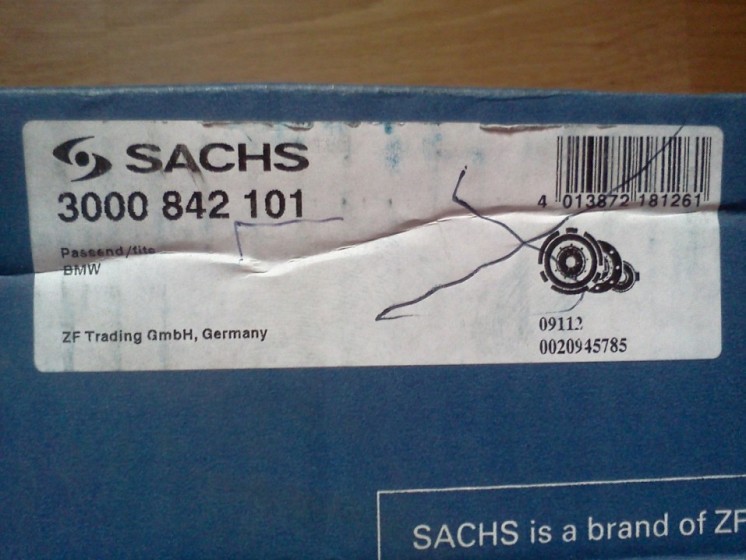 SACHS
3000 842 101
4 013872 181261
Passend/fits
BMW
ZF Trading GmbH, Germany
09112
0020945785
SACHS is a brand of ZF